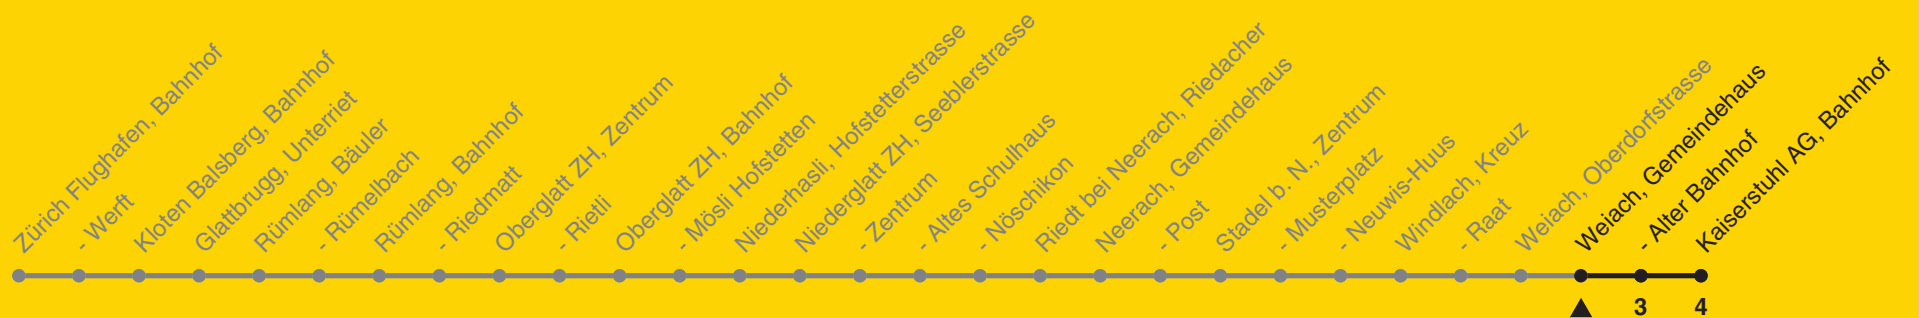 Zürich Flughafen, Bahnhof
- Werft
Kloten Balsberg, Bahnhof
Glattbrugg, Unterriet
Rümlang, Bäuler
- Rümelbach
Rümlang, Bahnhof
- Riedmatt
Oberglatt ZH, Zentrum
- Rietli
Oberglatt ZH, Bahnhof
- Mösli Hofstetten
Niederhasli, Hofstetterstrasse
Niederglatt ZH, Seeblerstrasse
- Zentrum
- Altes Schulhaus
- Nöschikon
Riedt bei Neerach, Riedacher
Neerach, Gemeindehaus
- Post
Stadel b. N., Zentrum
- Musterplatz
- Neuwis-Huus
Windlach, Kreuz
- Raat
Weiach, Oberdorfstrasse
Weiach, Gemeindehaus
- Alter Bahnhof
Kaiserstuhl AG, Bahnhof
3
4